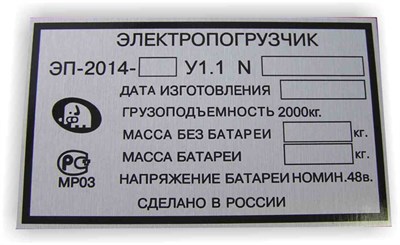 ЭЛЕКТРОПОГРУЗЧИК
ЭП-2014- У1.1 N
ДАТА ИЗГОТОВЛЕНИЯ
ГРУЗОПОДЪЕМНОСТЬ 2000кг.
МАССА БЕЗ БАТАРЕИ кг.
МАССА БАТАРЕИ кг.
МР03 НАПРЯЖЕНИЕ БАТАРЕИ НОМИН.48в.
СДЕЛАНО В РОССИИ